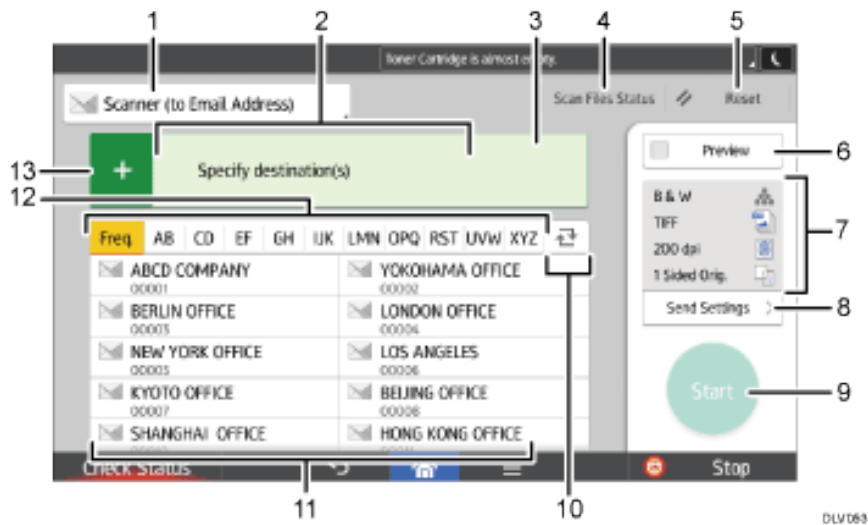 1 2 3 4 5
Toner Cartridge is almost empty.
Scanner (to Email Address)
Scan Files Status
Reset
Preview
6
13
+
Specify destination(s)
12
B & W
TIFF
200 dpi
1 Sided Orig.
7
Freq. AB CD EF GH IJK LMN OPQ RST UVW XYZ
ABCD COMPANY
00001
YOKOHAMA OFFICE
00002
BERLIN OFFICE
00003
LONDON OFFICE
00004
Send Settings
8
NEW YORK OFFICE
00005
LOS ANGELES
00006
KYOTO OFFICE
00007
BEIJING OFFICE
00008
Start
9
SHANGHAI OFFICE
HONG KONG OFFICE
Check Status
Stop
11
10
DLV083